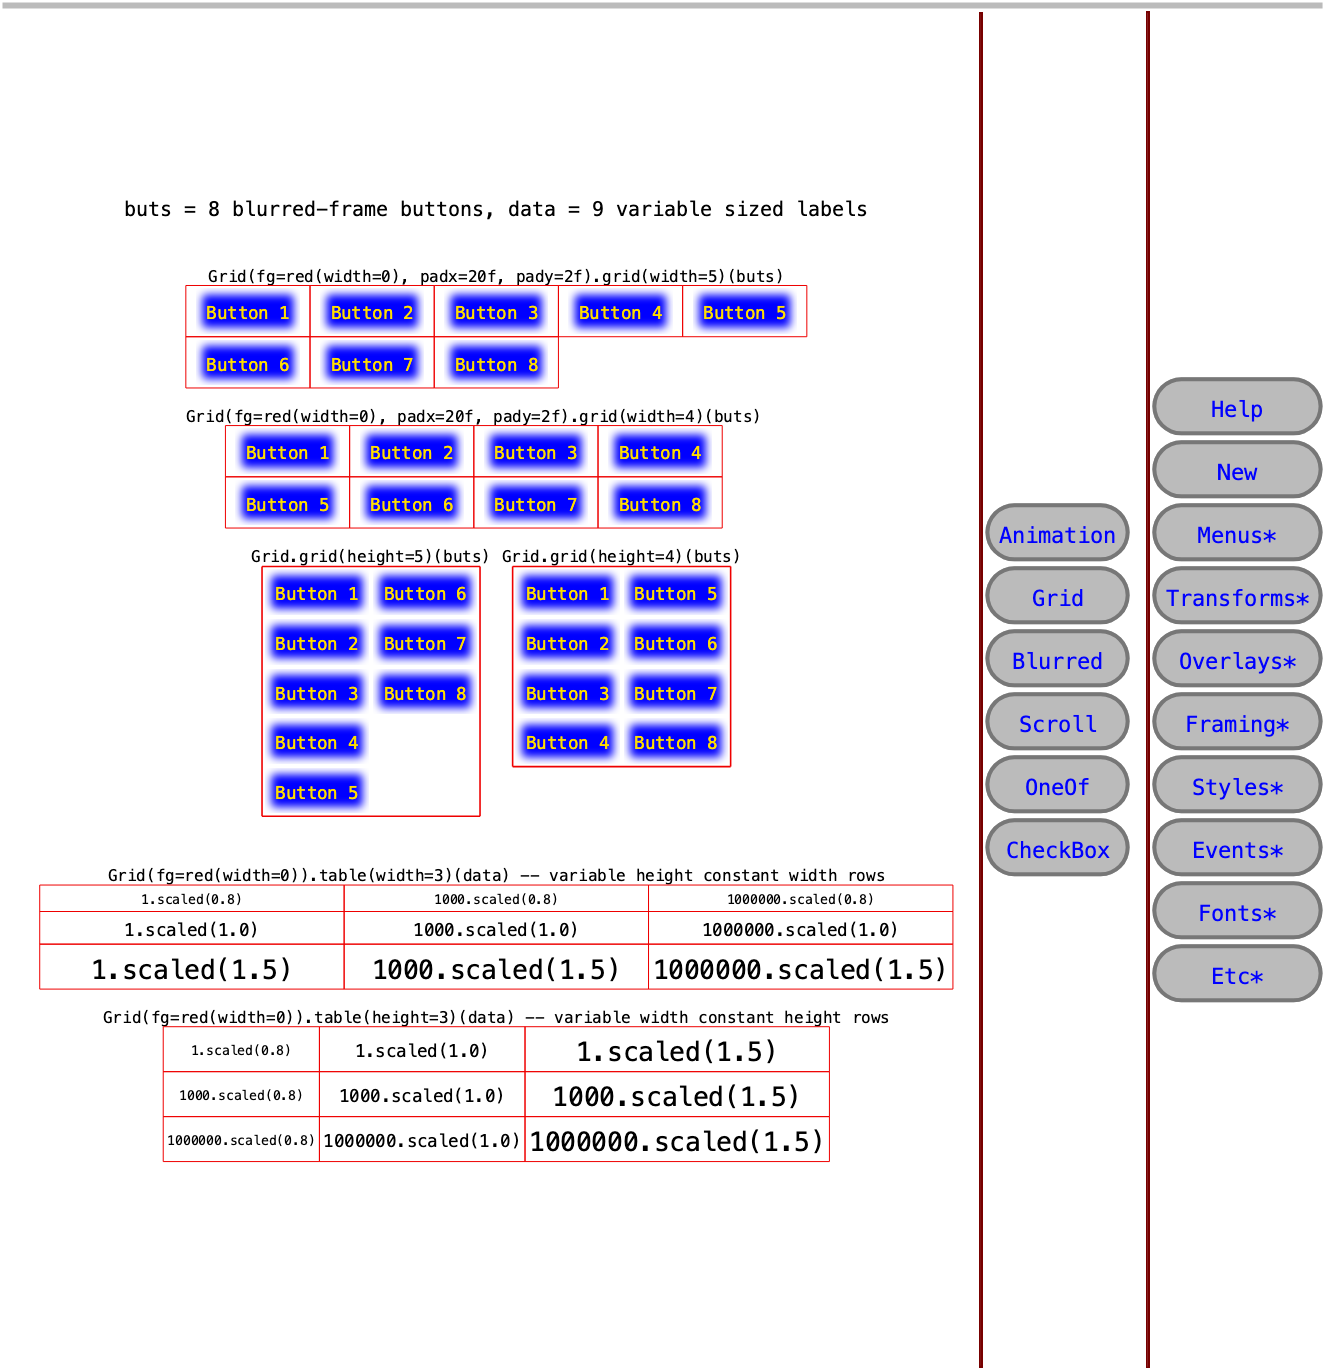 buts = 8 blurred-frame buttons, data = 9 variable sized labels
Grid(fg=red(width=0), padx=20f, pady=2f).grid(width=5)(buts)
Button 1 Button 2 Button 3 Button 4 Button 5
Button 6 Button 7 Button 8
Grid(fg=red(width=0), padx=20f, pady=2f).grid(width=4)(buts)
Button 1 Button 2 Button 3 Button 4
Button 5 Button 6 Button 7 Button 8
Grid.grid(height=5)(buts) Grid.grid(height=4)(buts)
Button 1 Button 6 Button 1 Button 5
Button 2 Button 7 Button 2 Button 6
Button 3 Button 8 Button 3 Button 7
Button 4 Button 4 Button 8
Button 5
Grid(fg=red(width=0)).table(width=3)(data) -- variable height constant width rows
1.scaled(0.8) 1000.scaled(0.8) 1000000.scaled(0.8)
1.scaled(1.0) 1000.scaled(1.0) 1000000.scaled(1.0)
1.scaled(1.5) 1000.scaled(1.5) 1000000.scaled(1.5)
Grid(fg=red(width=0)).table(height=3)(data) -- variable width constant height rows
1.scaled(0.8) 1.scaled(1.0) 1.scaled(1.5)
1000.scaled(0.8) 1000.scaled(1.0) 1000.scaled(1.5)
1000000.scaled(0.8) 1000000.scaled(1.0) 1000000.scaled(1.5)
Animation
Grid
Blurred
Scroll
OneOf
CheckBox
Help
New
Menus*
Transforms*
Overlays*
Framing*
Styles*
Events*
Fonts*
Etc*